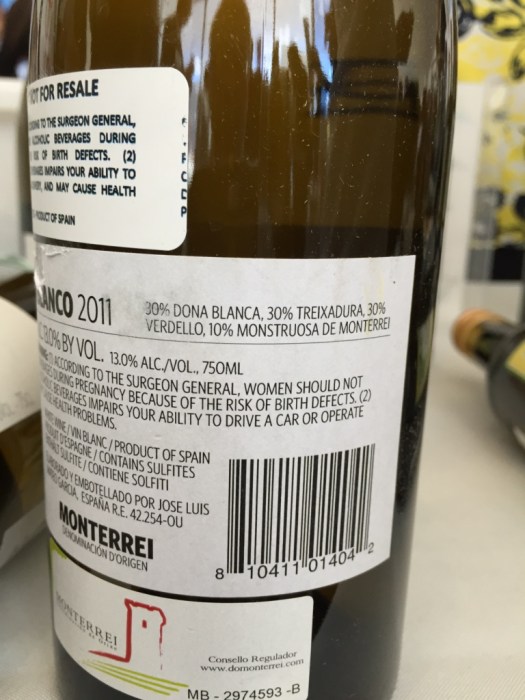 FOR RESALE
TO THE SURGEON GENERAL,
BEVERAGES DURING
OF BIRTH DEFECTS. (2)
IMPAIRS YOUR ABILITY TO
AND MAY CAUSE HEALTH
PRODUCT OF SPAIN
ANCO 2011
30% DONA BLANCA, 30% TREIXADURA, 30%
VERDELLO, 10% MONSTRUOSA DE MONTERREI
13.0% BY VOL. 13.0% ALC./VOL., 750ML
ACCORDING TO THE SURGEON GENERAL, WOMEN SHOULD NOT
DURING PREGNANCY BECAUSE OF THE RISK OF BIRTH DEFECTS. (2)
BEVERAGES IMPAIRS YOUR ABILITY TO DRIVE A CAR OR OPERATE
HEALTH PROBLEMS.
WINE / VIN BLANC / PRODUCT OF SPAIN
D'ESPAGNE / CONTAINS SULFITES
SULFITE / CONTIENE SOLFITI
Y EMBOTELLADO POR JOSE LUIS
GARCIA, ESPAÑA R.E. 42.254-OU
MONTERREI
DENOMINACIÓN D'ORIGEN
8 10411 01404 2
MONTERREI
Consello Regulador
www.domonterrei.com
MB - 2974593 -B